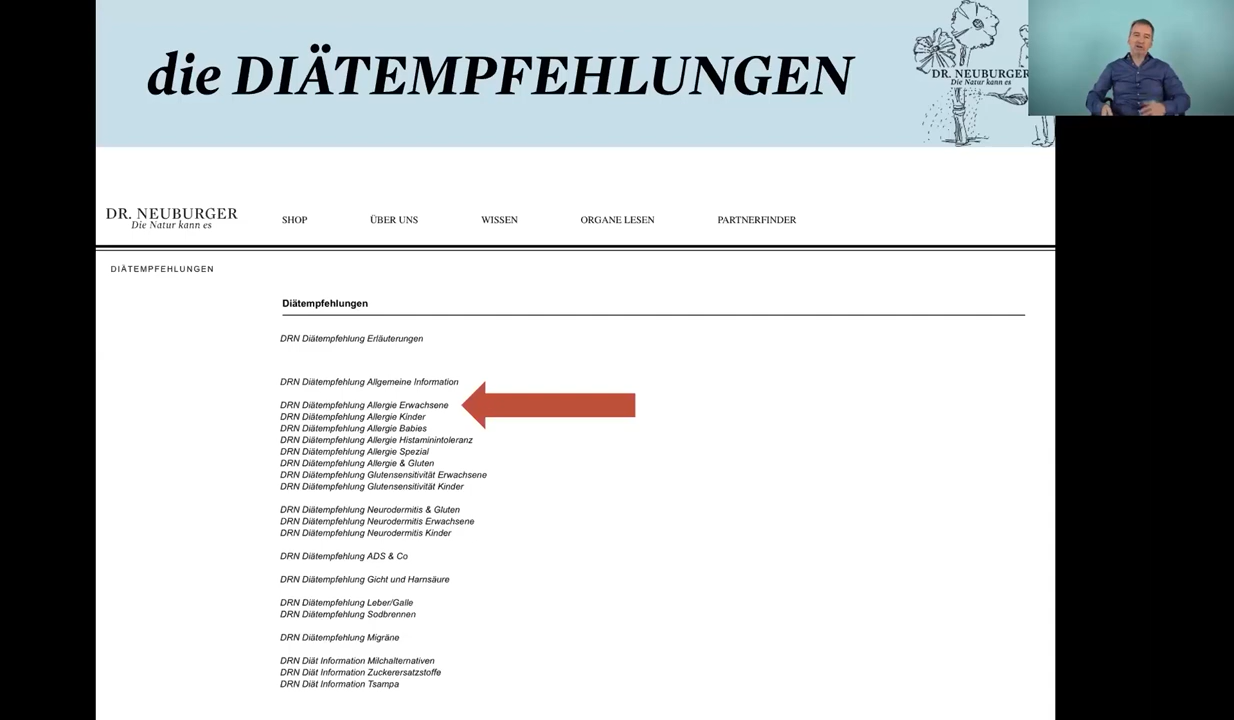 die DIÄTEMPFEHLUNGEN
DR. NEUBURGER
Die Natur kann es
DR. NEUBURGER
Die Natur kann es
SHOP
ÜBER UNS
WISSEN
ORGANE LESEN
PARTNERFINDER
DIÄTEMPFEHLUNGEN
Diätempfehlungen
DRN Diätempfehlung Erläuterungen
DRN Diätempfehlung Allgemeine Information
DRN Diätempfehlung Allergie Erwachsene
DRN Diätempfehlung Allergie Kinder
DRN Diätempfehlung Allergie Babies
DRN Diätempfehlung Allergie Histaminintoleranz
DRN Diätempfehlung Allergie Spezial
DRN Diätempfehlung Allergie & Gluten
DRN Diätempfehlung Glutensensitivität Erwachsene
DRN Diätempfehlung Glutensensitivität Kinder
DRN Diätempfehlung Neurodermitis & Gluten
DRN Diätempfehlung Neurodermitis Erwachsene
DRN Diätempfehlung Neurodermitis Kinder
DRN Diätempfehlung ADS & Co
DRN Diätempfehlung Gicht und Harnsäure
DRN Diätempfehlung Leber/Galle
DRN Diätempfehlung Sodbrennen
DRN Diätempfehlung Migräne
DRN Diät Information Milchalternativen
DRN Diät Information Zuckerersatzstoffe
DRN Diät Information Tsampa